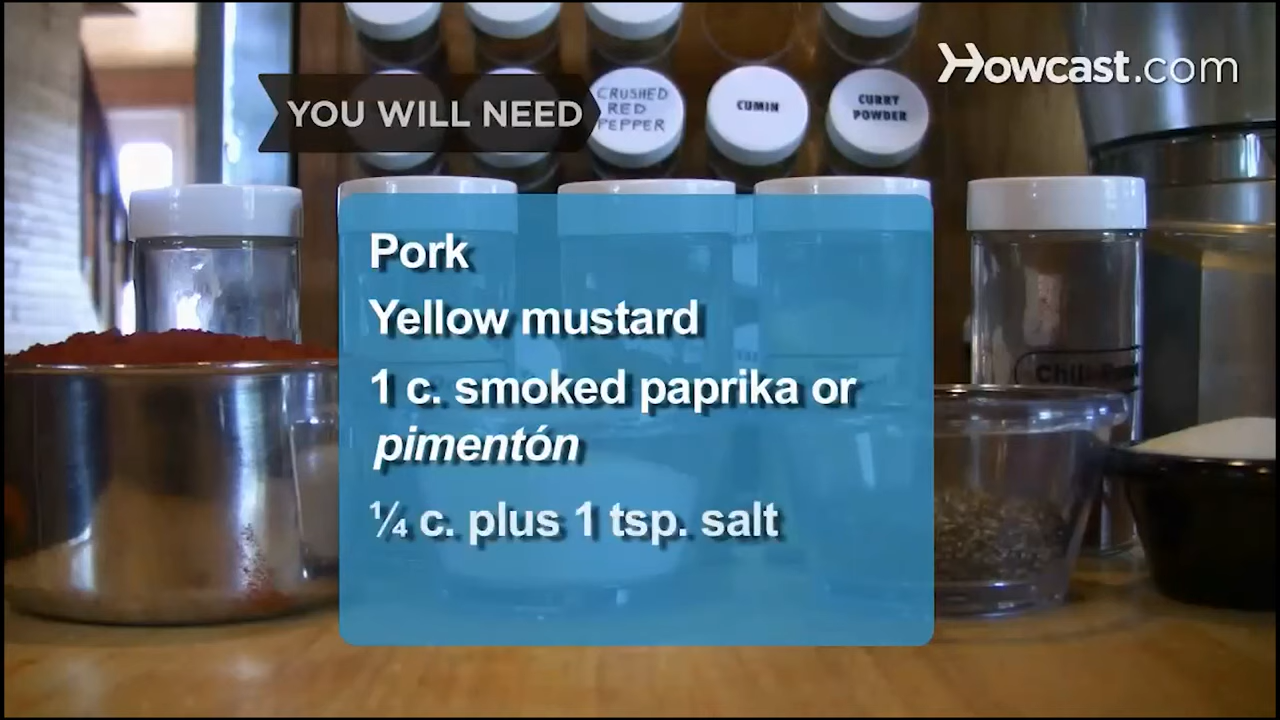 Howcast.com
YOU WILL NEED
CRUSHED
RED
PEPPER
CUMIN
CURRY
POWDER
Pork
Yellow mustard
1 c. smoked paprika or
pimentón
¼ c. plus 1 tsp. salt